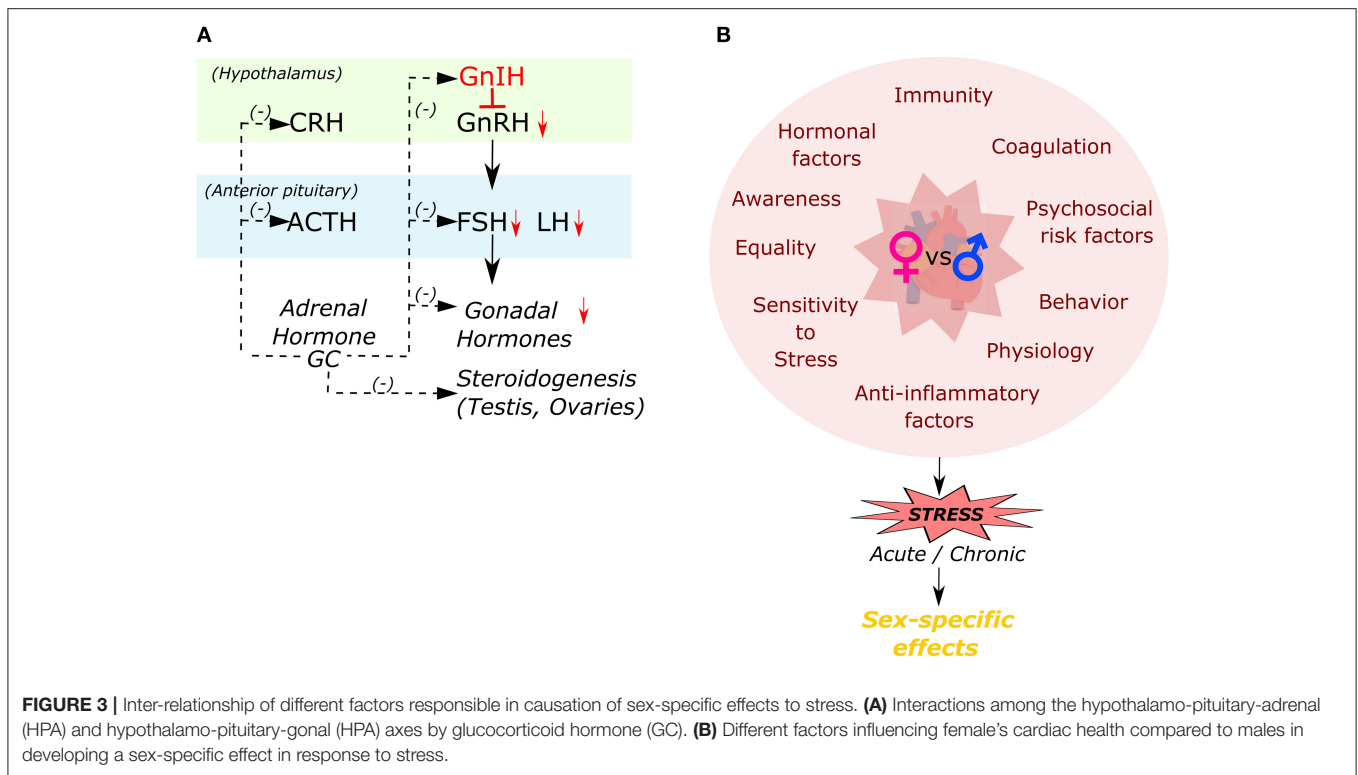 A
(Hypothalamus)
GnIH
(-)
(-)
CRH
GnRH
(Anterior pituitary)
(-)
(-)
ACTH
FSH
LH
Adrenal
Hormone
GC
(-)
Gonadal
Hormones
(-)
Steroidogenesis
(Testis, Ovaries)
B
Immunity
Hormonal
factors
Coagulation
Awareness
Psychosocial
risk factors
Equality
♀ vs ♂
Sensitivity
to
Stress
Behavior
Physiology
Anti-inflammatory
factors
STRESS
Acute / Chronic
Sex-specific
effects
FIGURE 3 | Inter-relationship of different factors responsible in causation of sex-specific effects to stress. (A) Interactions among the hypothalamo-pituitary-adrenal
(HPA) and hypothalamo-pituitary-gonal (HPA) axes by glucocorticoid hormone (GC). (B) Different factors influencing female's cardiac health compared to males in
developing a sex-specific effect in response to stress.